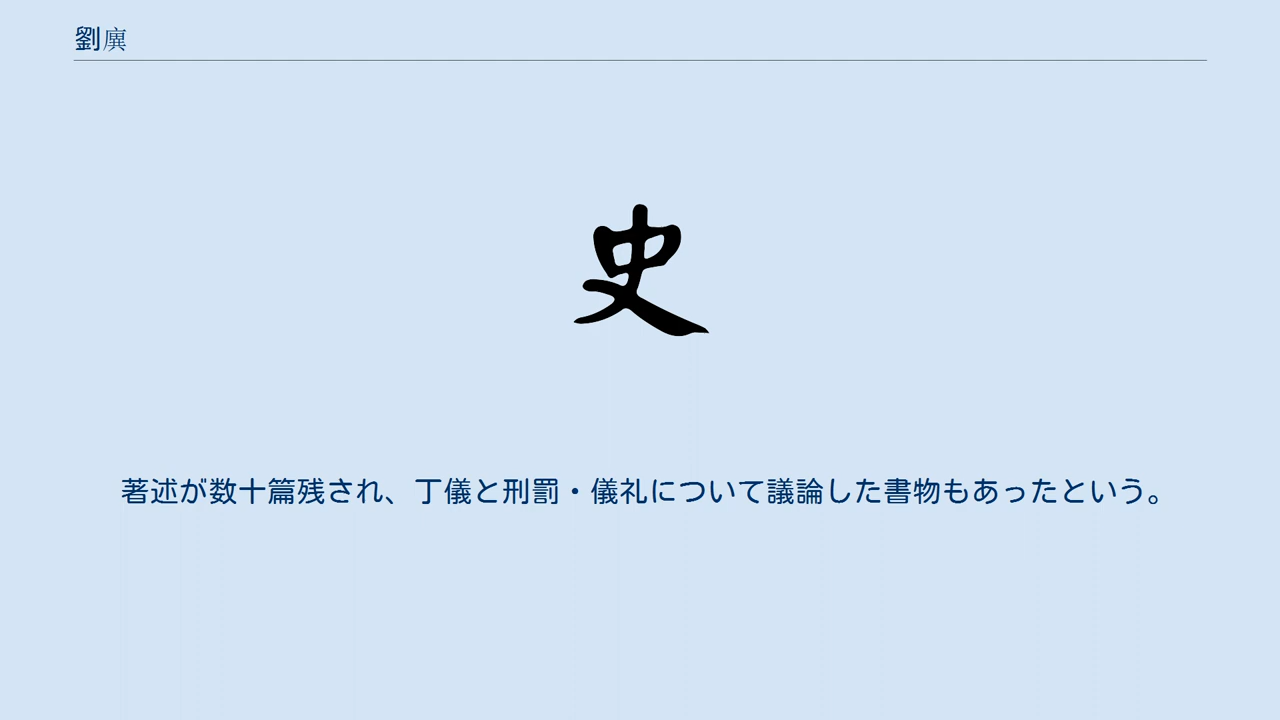 劉廙
史
著述が数十篇残され、丁儀と刑罰・儀礼について議論した書物もあったという。